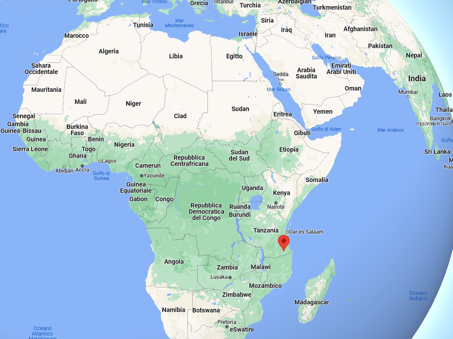 Grecia
Turchia
Azerbaigian
Turkmenistan
Tunisia
Mar
Mediterraneo
Siria
Marocco
Israele
Iraq
Iran
Afghanistan
Algeria
Libia
Egitto
Pakistan
Nepal
Sahara
Occidentale
Gedda
Arabia
Saudita
Emirati
Arabi Uniti
India
Mauritania
Oman
Mumbai
Mali
Niger
Ciad
Sudan
Mar Rosso
Yemen
Laos
Senegal
Eritrea
Thaila
Gambia
Burkina
Faso
Bangkok
Guinea-Bissau
Guinea
Benin
Nigeria
Gibuti
Golfo di Aden
Mar Arabico
Sierra Leone
Togo
Ghana
Lagos
Sudan
del Sud
Etiopia
Sri Lanka
Abidjan
Accra
Camerun
Repubblica
Centrafricana
Somalia
Golfo di
Guinea
Yaoundé
Guinea
Equatoriale
Uganda
Kenya
Gabon
Congo
Repubblica
Democratica
del Congo
Ruanda
Burundi
Nairobi
Tanzania
Dar es Salaam
Angola
Zambia
Malawi
Lusaka
Mozambico
Zimbabwe
Madagascar
Oceano
Indiano
Namibia
Botswana
Pretoria
eSwatini
Oceano
Atlantico